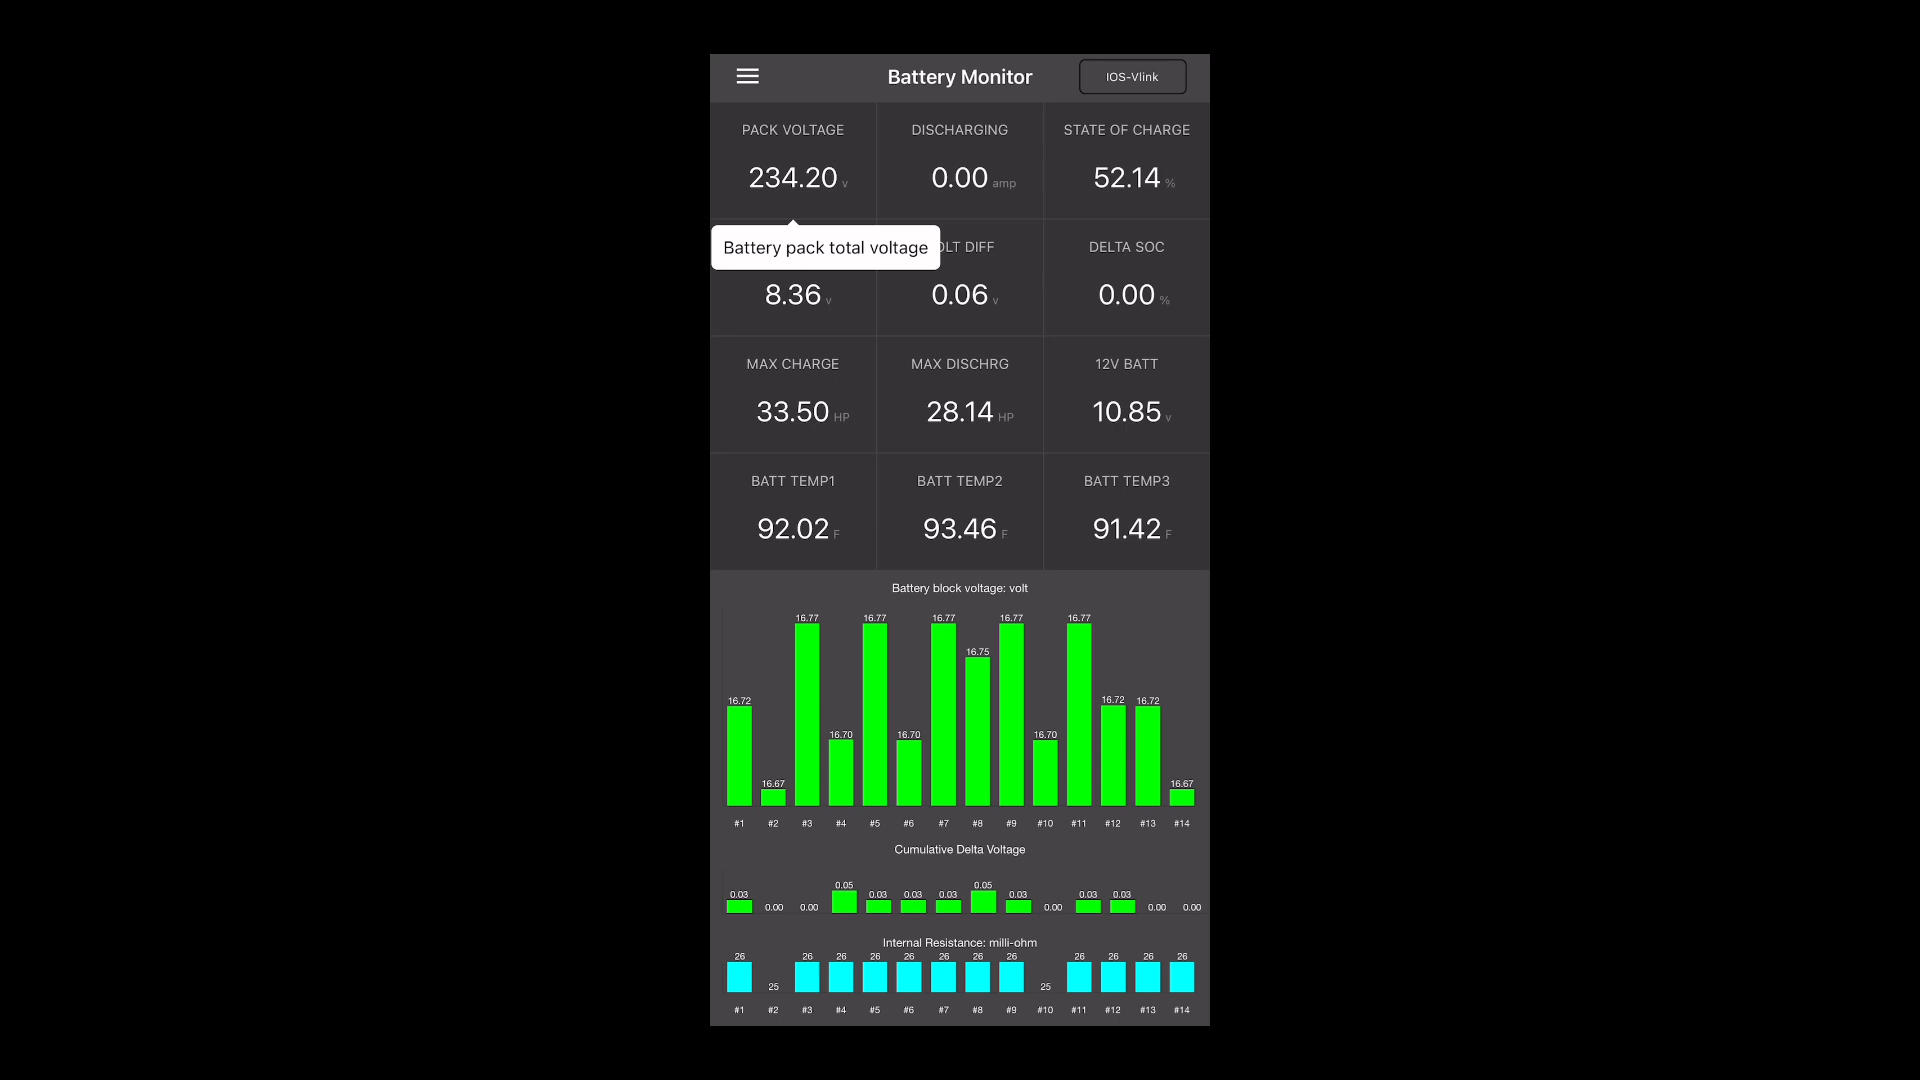 Battery Monitor
IOS-Vlink
PACK VOLTAGE
DISCHARGING
STATE OF CHARGE
234.20 v
0.00 amp
52.14 %
Battery pack total voltage
LT DIFF
DELTA SOC
8.36 v
0.06 v
0.00 %
MAX CHARGE
MAX DISCHRG
12V BATT
33.50 HP
28.14 HP
10.85 v
BATT TEMP1
BATT TEMP2
BATT TEMP3
92.02 F
93.46 F
91.42 F
Battery block voltage: volt
16.72 16.67 16.77 16.70 16.77 16.70 16.77 16.75 16.77 16.70 16.77 16.72 16.72 16.67
#1 #2 #3 #4 #5 #6 #7 #8 #9 #10 #11 #12 #13 #14
Cumulative Delta Voltage
0.03 0.00 0.00 0.05 0.03 0.03 0.03 0.05 0.03 0.00 0.03 0.03 0.00 0.00
Internal Resistance: milli-ohm
26 25 26 26 26 26 26 26 26 25 26 26 26 26
#1 #2 #3 #4 #5 #6 #7 #8 #9 #10 #11 #12 #13 #14